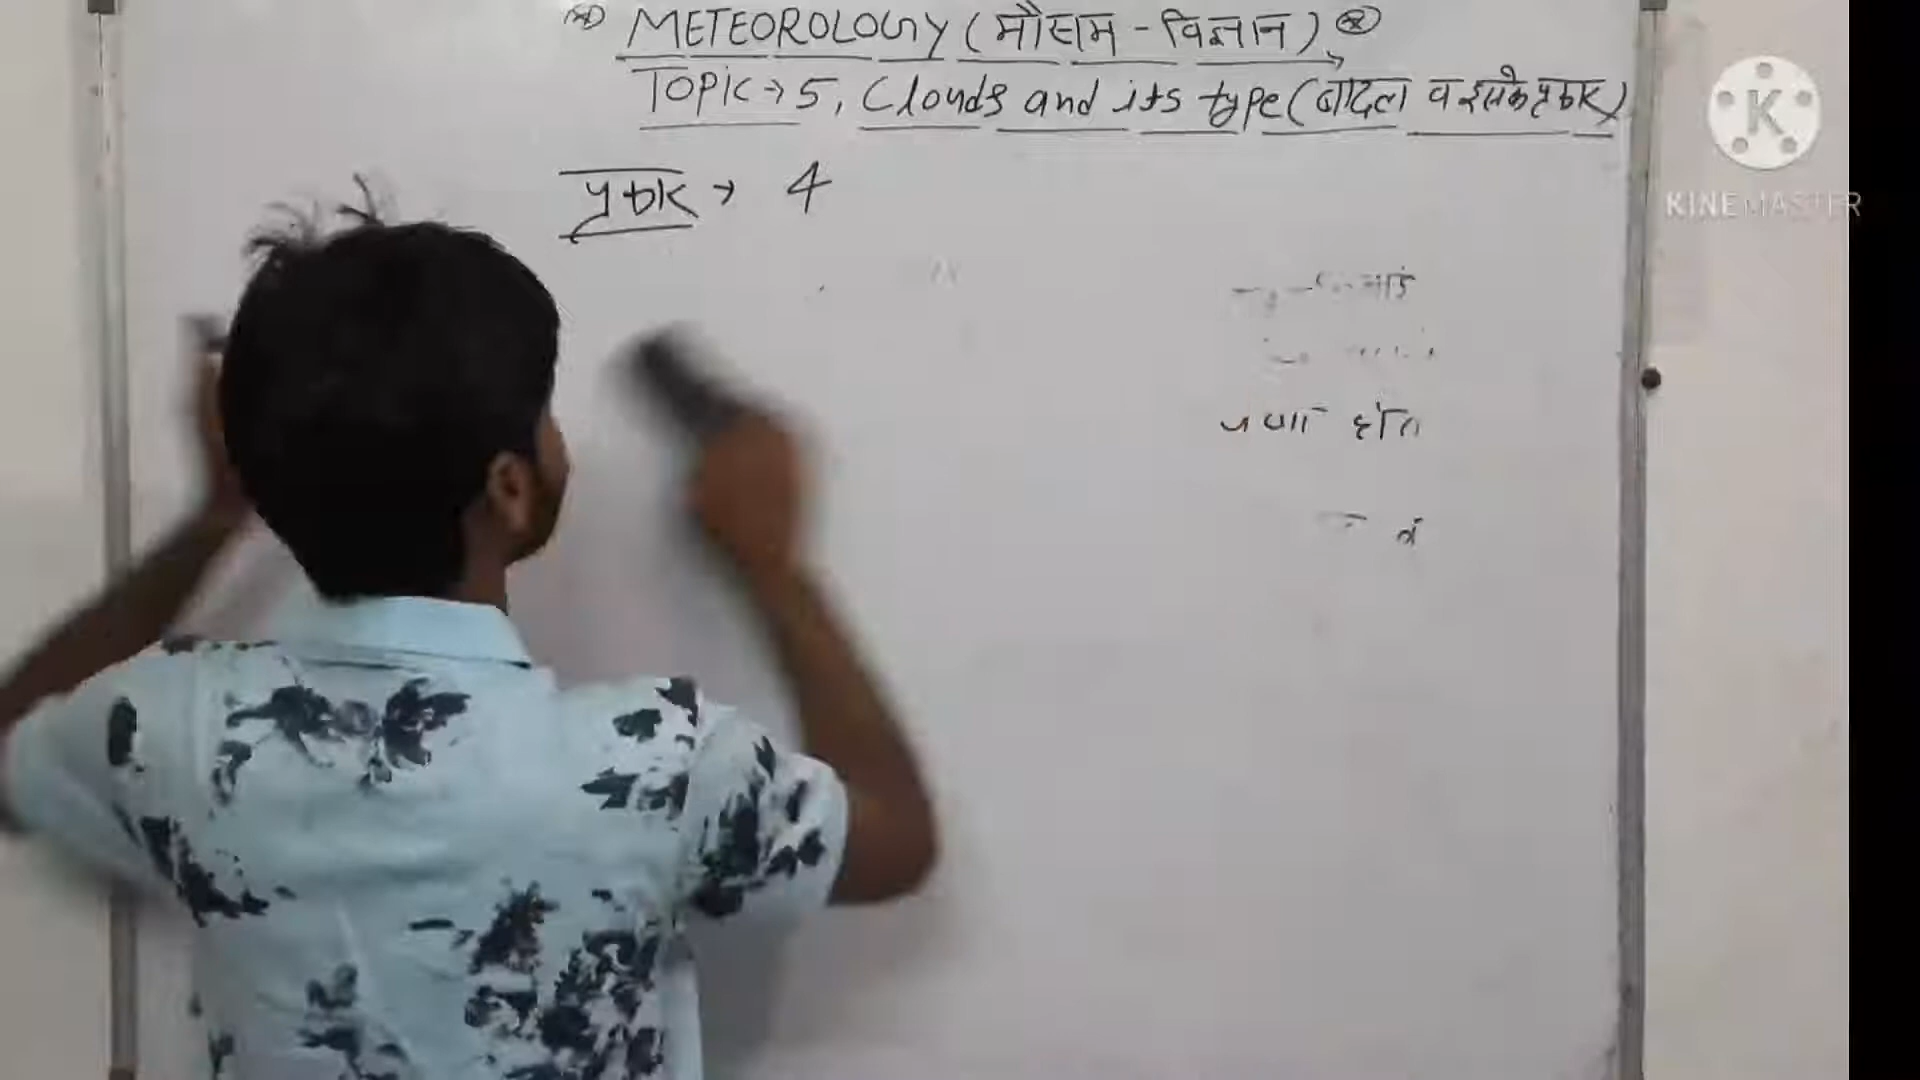 METEOROLOGY (मौसम - विज्ञान)
TOPIC → 5, Clouds and its type (बादल व इसके प्रकार)
K
KINEMASTER
प्रकार → 4